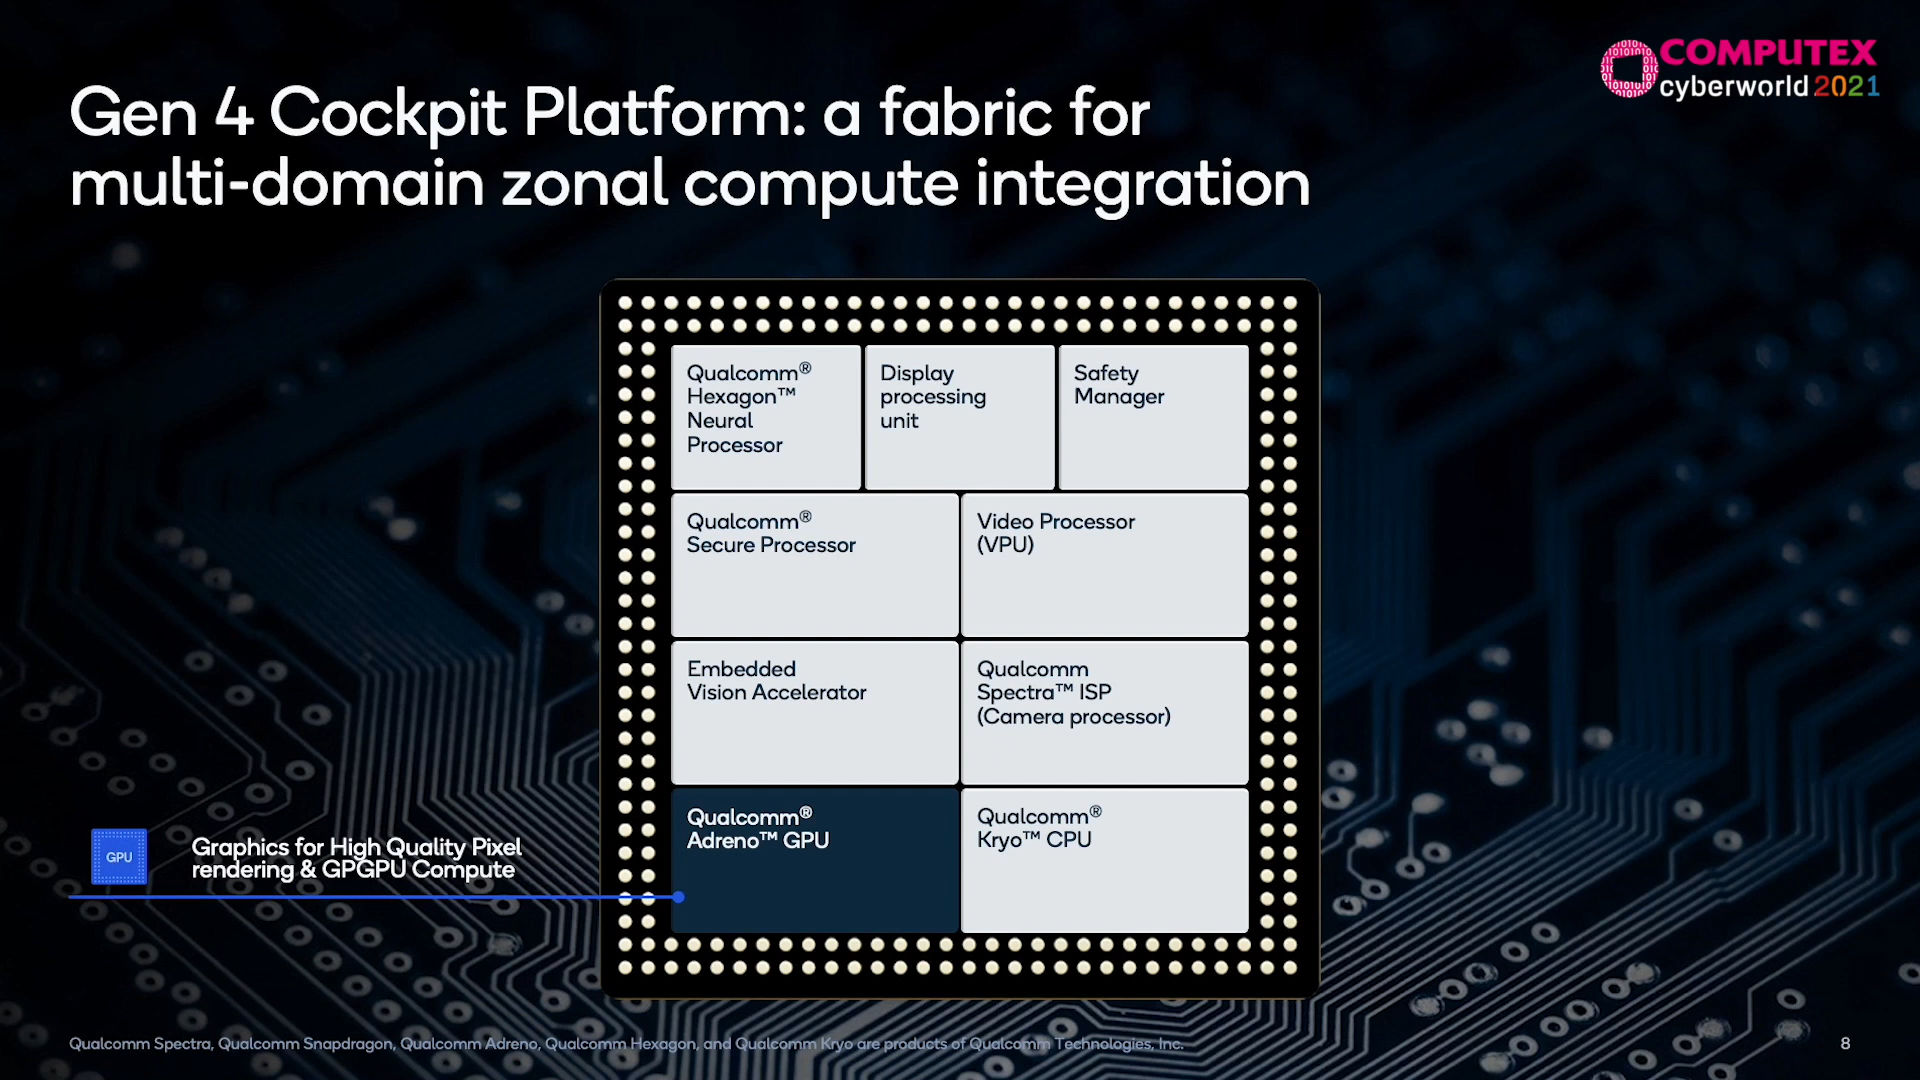 COMPUTEX
cyberworld 2021
Gen 4 Cockpit Platform: a fabric for
multi-domain zonal compute integration
Qualcomm®
Hexagon™
Neural
Processor
Display
processing
unit
Safety
Manager
Qualcomm®
Secure Processor
Video Processor
(VPU)
Embedded
Vision Accelerator
Qualcomm
Spectra™ ISP
(Camera processor)
Qualcomm®
Adreno™ GPU
Qualcomm®
Kryo™ CPU
GPU
Graphics for High Quality Pixel
rendering & GPGPU Compute
Qualcomm Spectra, Qualcomm Snapdragon, Qualcomm Adreno, Qualcomm Hexagon, and Qualcomm Kryo are products of Qualcomm Technologies, Inc.
8